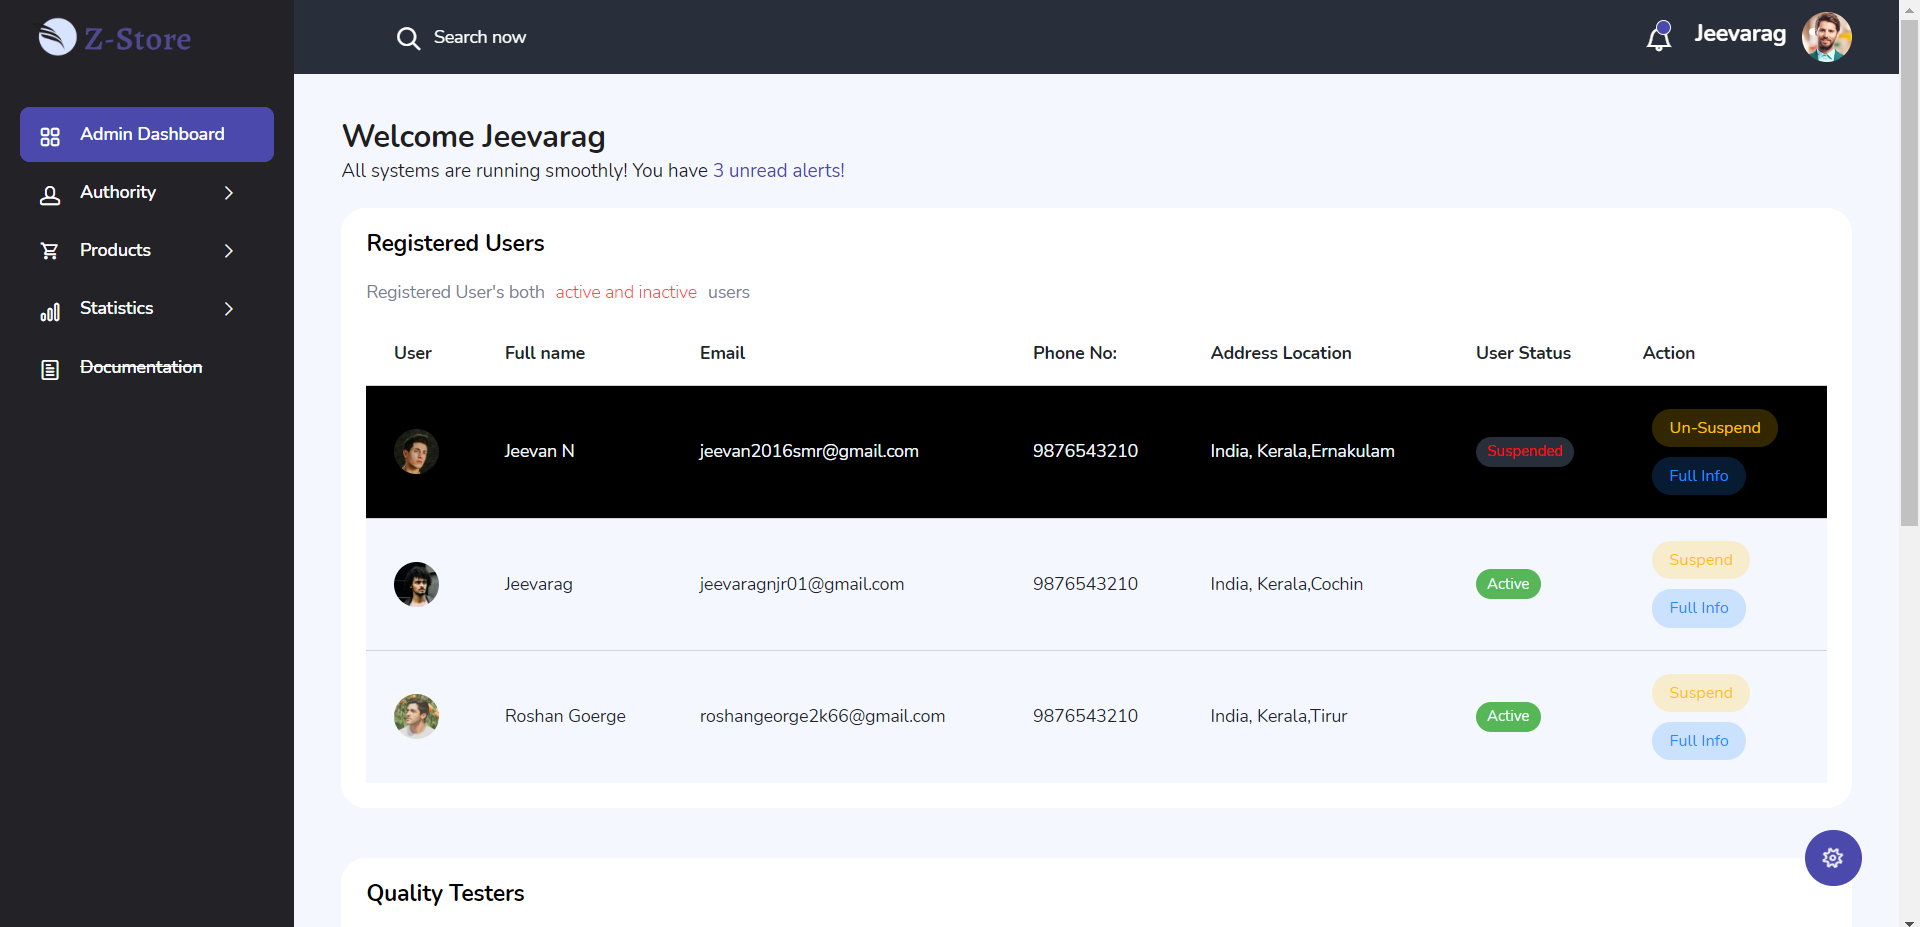 Z-Store
Search now
Jeevarag
Admin Dashboard
Authority
Products
Statistics
Documentation
Welcome Jeevarag
All systems are running smoothly! You have 3 unread alerts!
Registered Users
Registered User's both active and inactive users
User Full name Email Phone No: Address Location User Status Action
Jeevan N jeevan2016smr@gmail.com 9876543210 India, Kerala,Ernakulam Suspended Un-Suspend
Full Info
Jeevarag jeevaragnjr01@gmail.com 9876543210 India, Kerala,Cochin Active Suspend
Full Info
Roshan Goerge roshangeorge2k66@gmail.com 9876543210 India, Kerala,Tirur Active Suspend
Full Info
Quality Testers